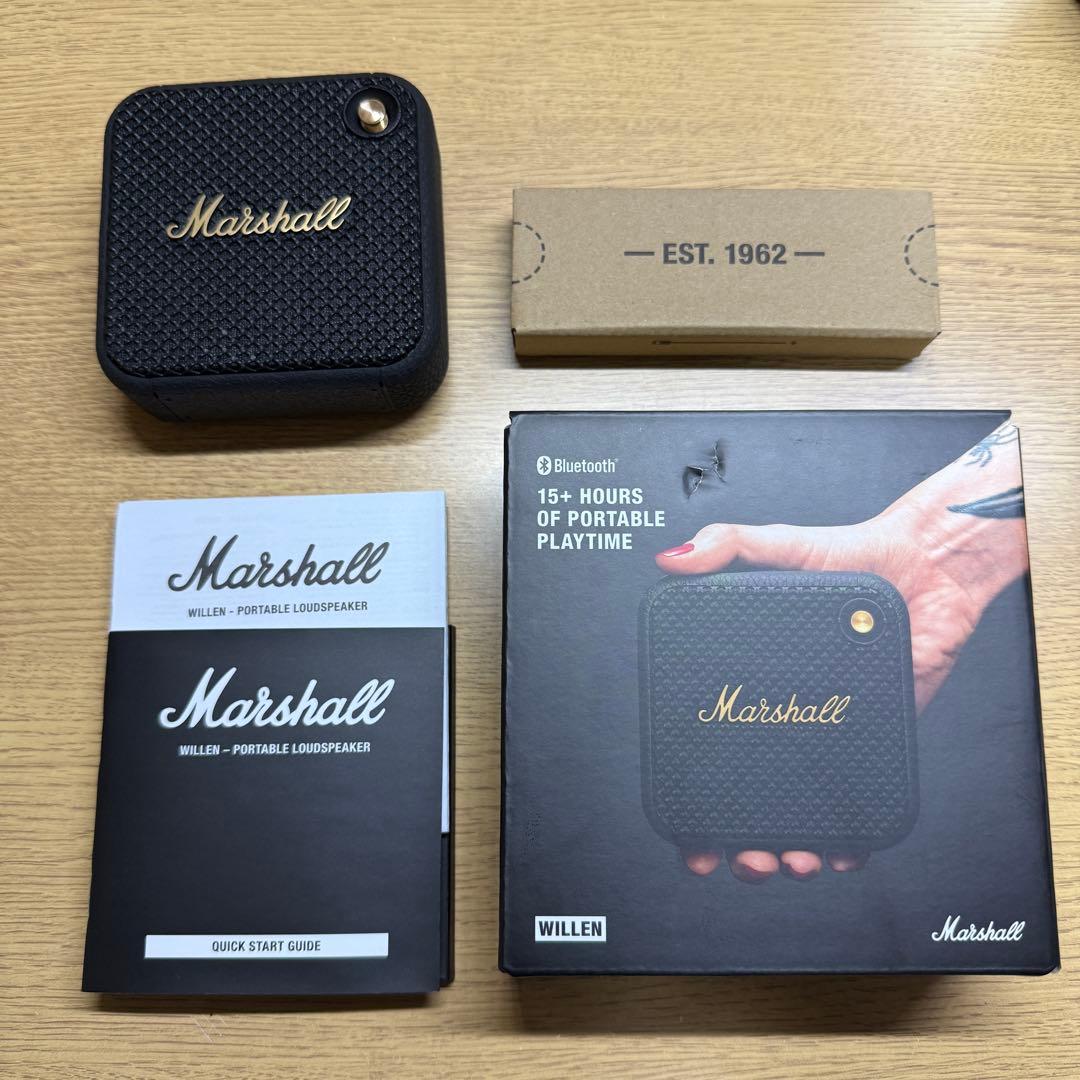 Marshall
— EST. 1962 —
Marshall
WILLEN - PORTABLE LOUDSPEAKER
Marshall
WILLEN – PORTABLE LOUDSPEAKER
QUICK START GUIDE
Bluetooth®
15+ HOURS
OF PORTABLE
PLAYTIME
Marshall
WILLEN
Marshall